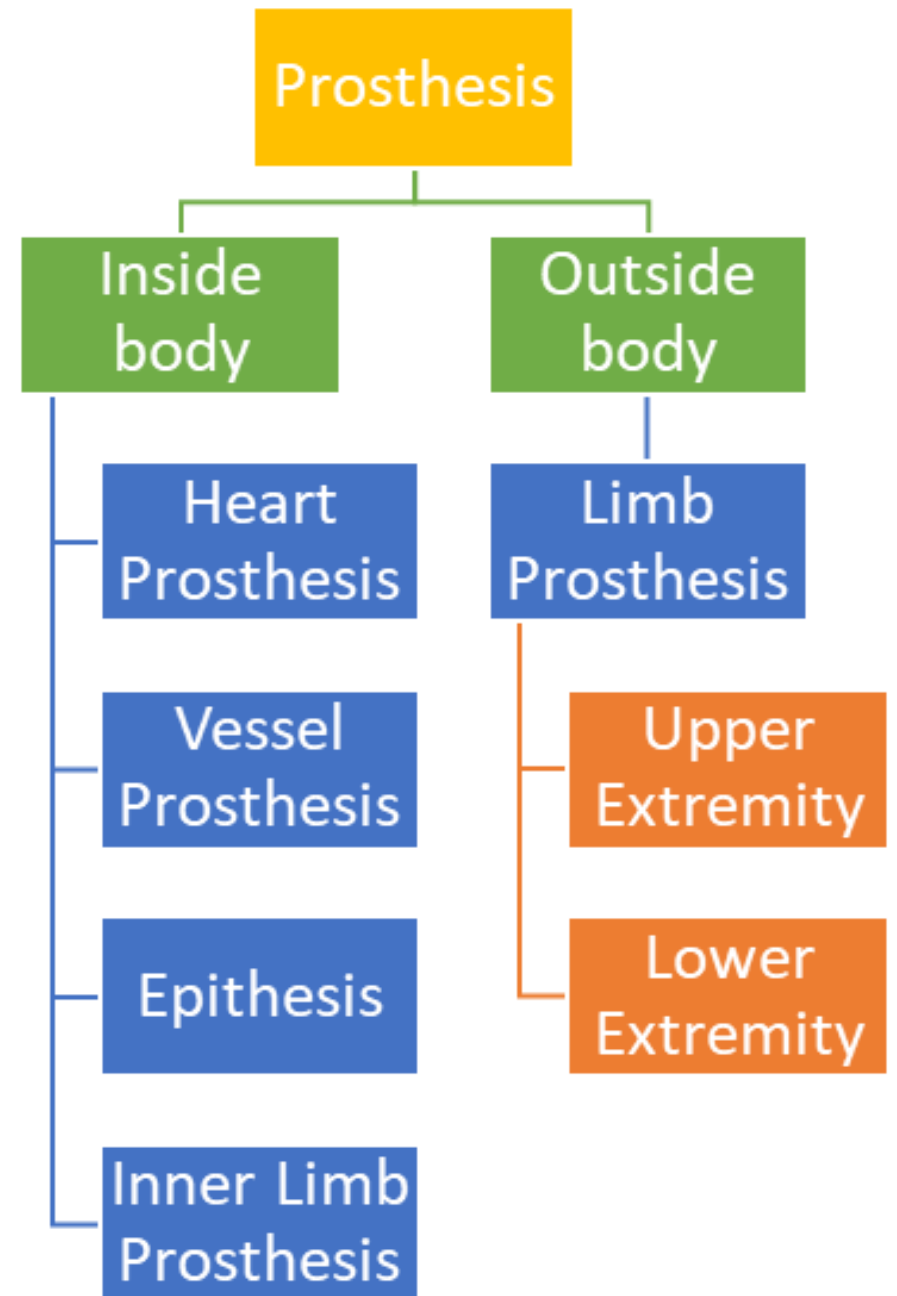 Prosthesis
Inside
body
Outside
body
Heart
Prosthesis
Limb
Prosthesis
Vessel
Prosthesis
Upper
Extremity
Epithesis
Lower
Extremity
Inner Limb
Prosthesis